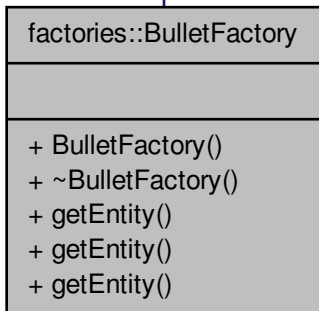 factories::BulletFactory
+ BulletFactory()
+ ~BulletFactory()
+ getEntity()
+ getEntity()
+ getEntity()